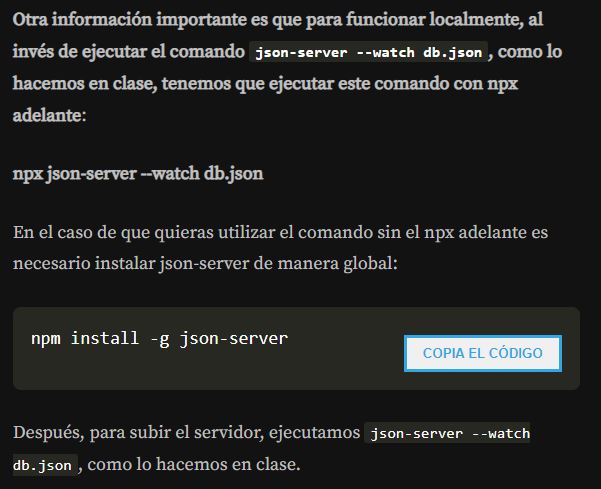 Otra información importante es que para funcionar localmente, al
invés de ejecutar el comando json-server --watch db.json, como lo
hacemos en clase, tenemos que ejecutar este comando con npx
adelante:
npx json-server --watch db.json
En el caso de que quieras utilizar el comando sin el npx adelante es
necesario instalar json-server de manera global:
npm install -g json-server
COPIA EL CÓDIGO
Después, para subir el servidor, ejecutamos json-server --watch
db.json, como lo hacemos en clase.